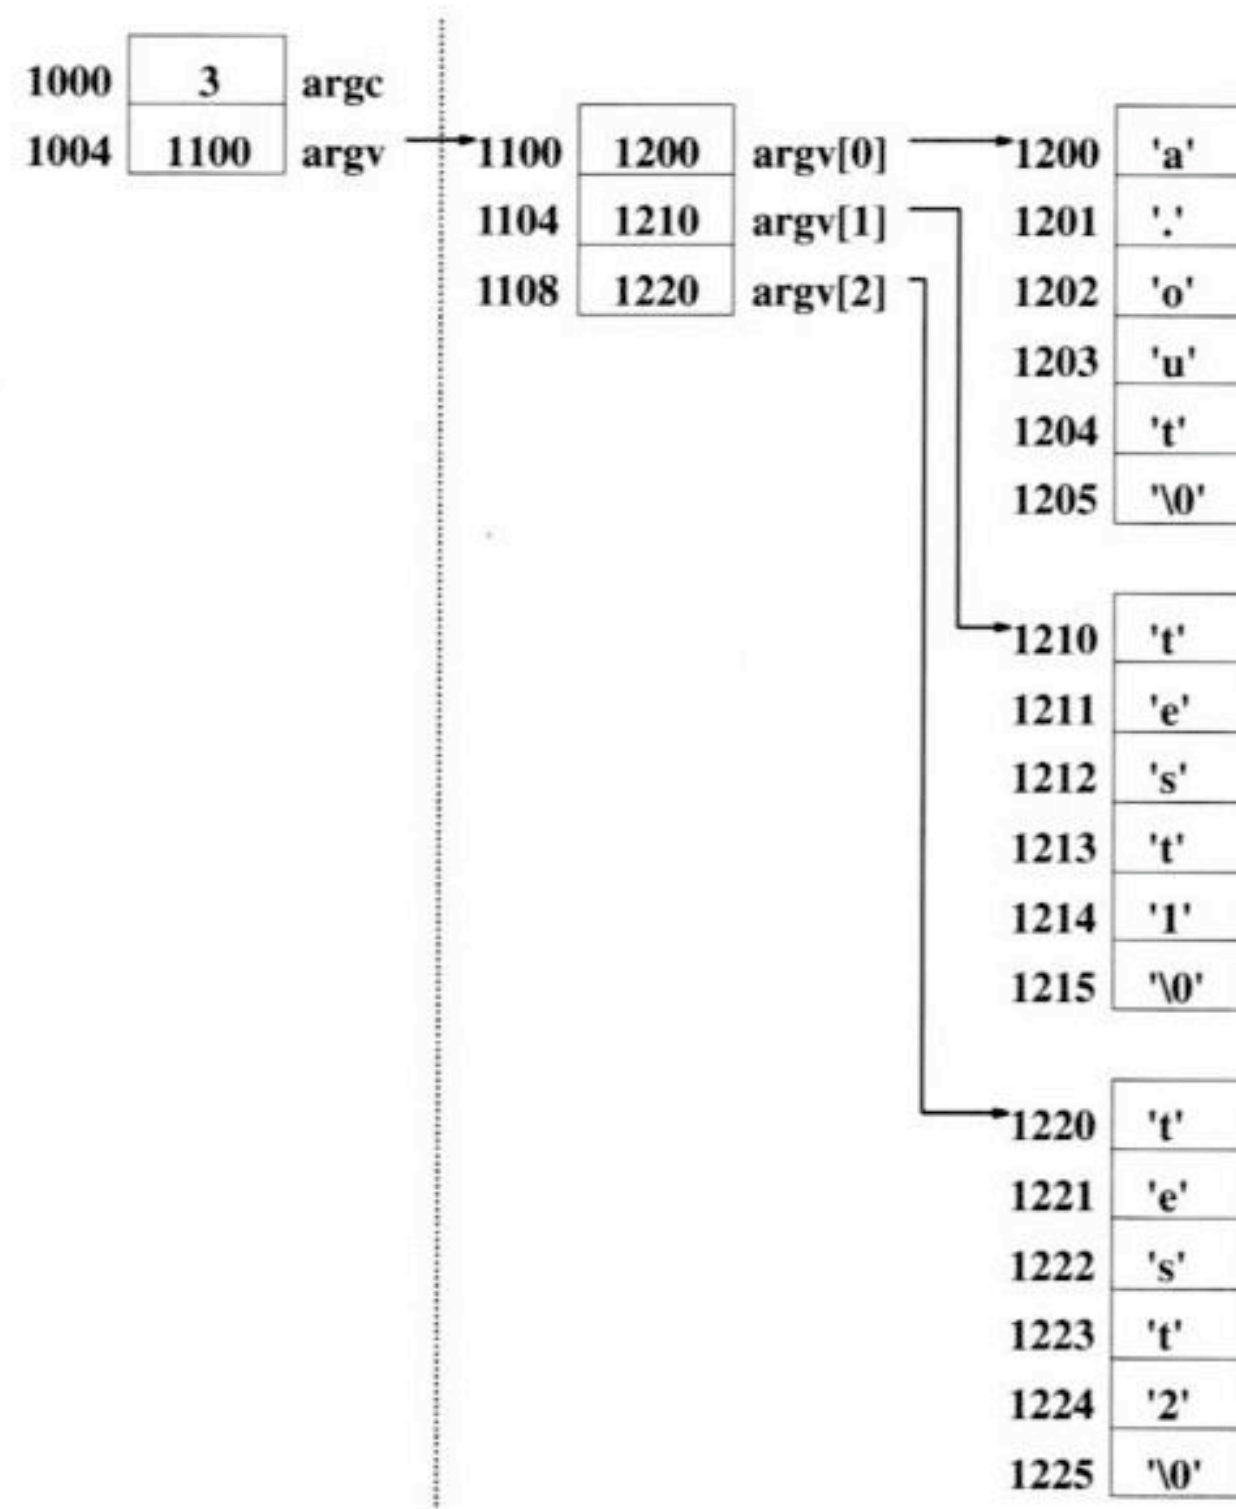 1000 3 argc
1004 1100 argv 1100 1200 argv[0] 1200 'a'
1104 1210 argv[1] 1201 '.'
1108 1220 argv[2] 1202 'o'
1203 'u'
1204 't'
1205 '\0'
1210 't'
1211 'e'
1212 's'
1213 't'
1214 '1'
1215 '\0'
1220 't'
1221 'e'
1222 's'
1223 't'
1224 '2'
1225 '\0'